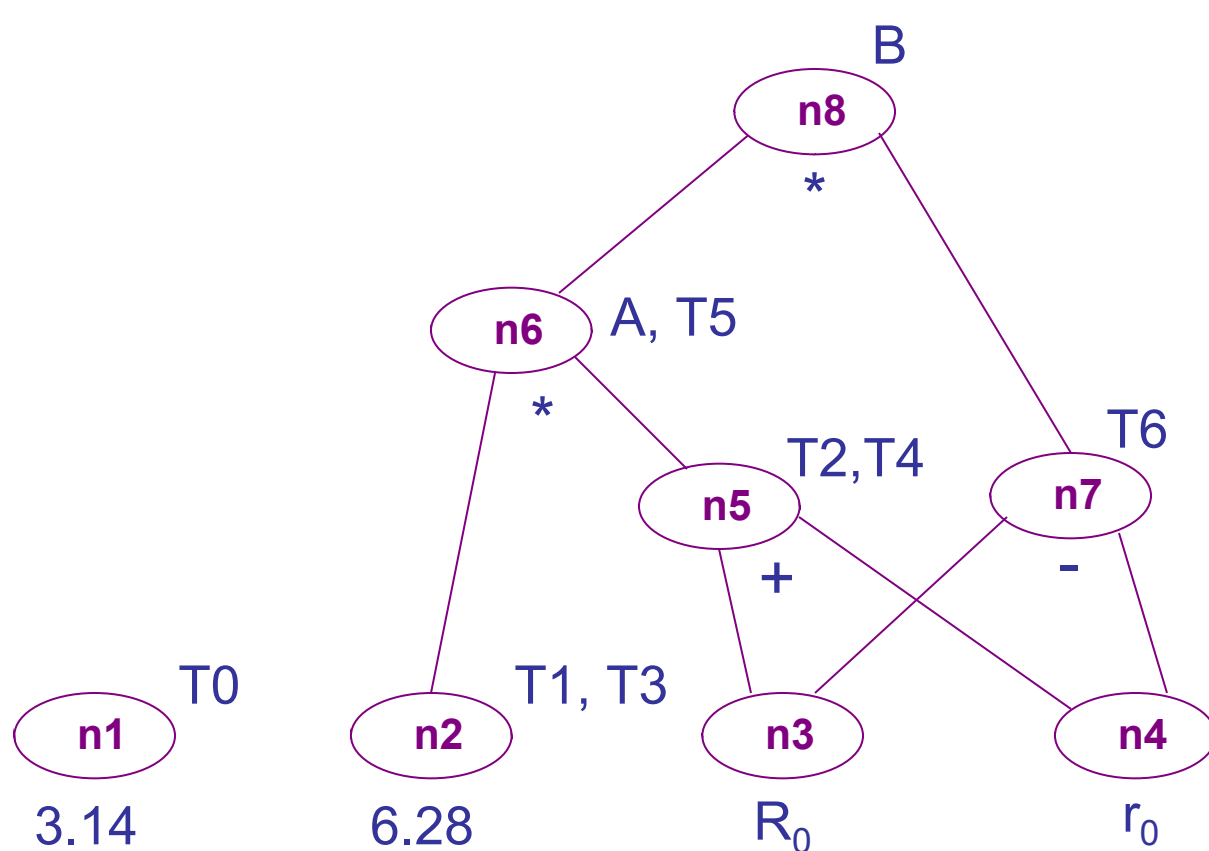 B
n8
*
n6 A, T5
*
T2,T4 T6
n5 n7
+ -
T0 T1, T3
n1 n2 n3 n4
3.14 6.28 R₀ r₀